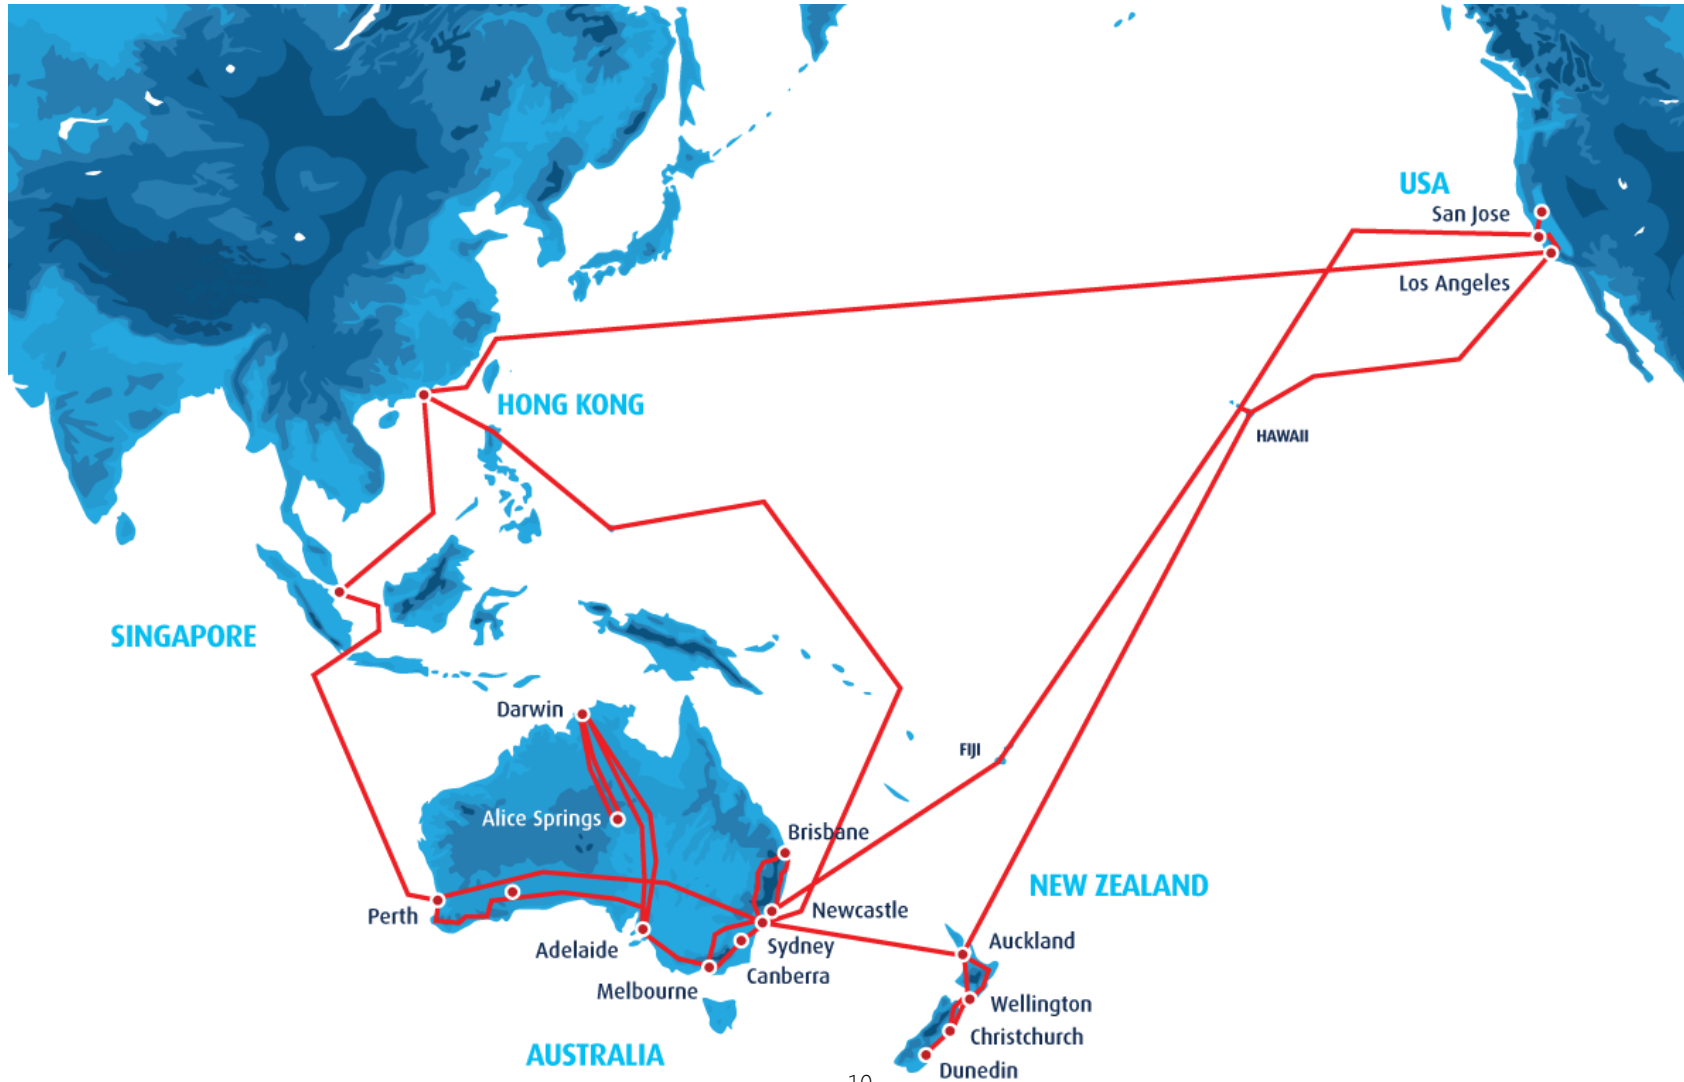 USA
San Jose
Los Angeles
HONG KONG
HAWAII
SINGAPORE
Darwin
FIJI
Alice Springs
Brisbane
NEW ZEALAND
Perth
Newcastle
Adelaide
Sydney
Auckland
Canberra
Melbourne
Wellington
Christchurch
AUSTRALIA
Dunedin